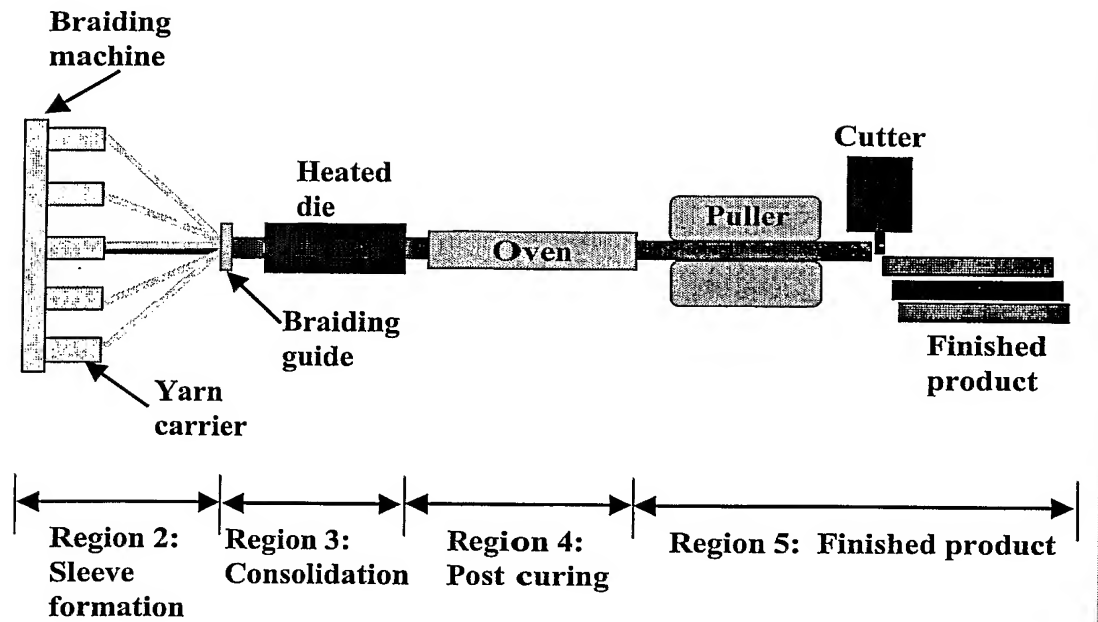 Braiding
machine
Cutter
Heated
die
Puller
Oven
Braiding
guide
Finished
product
Yarn
carrier
Region 2:
Sleeve
formation
Region 3:
Consolidation
Region 4:
Post curing
Region 5: Finished product